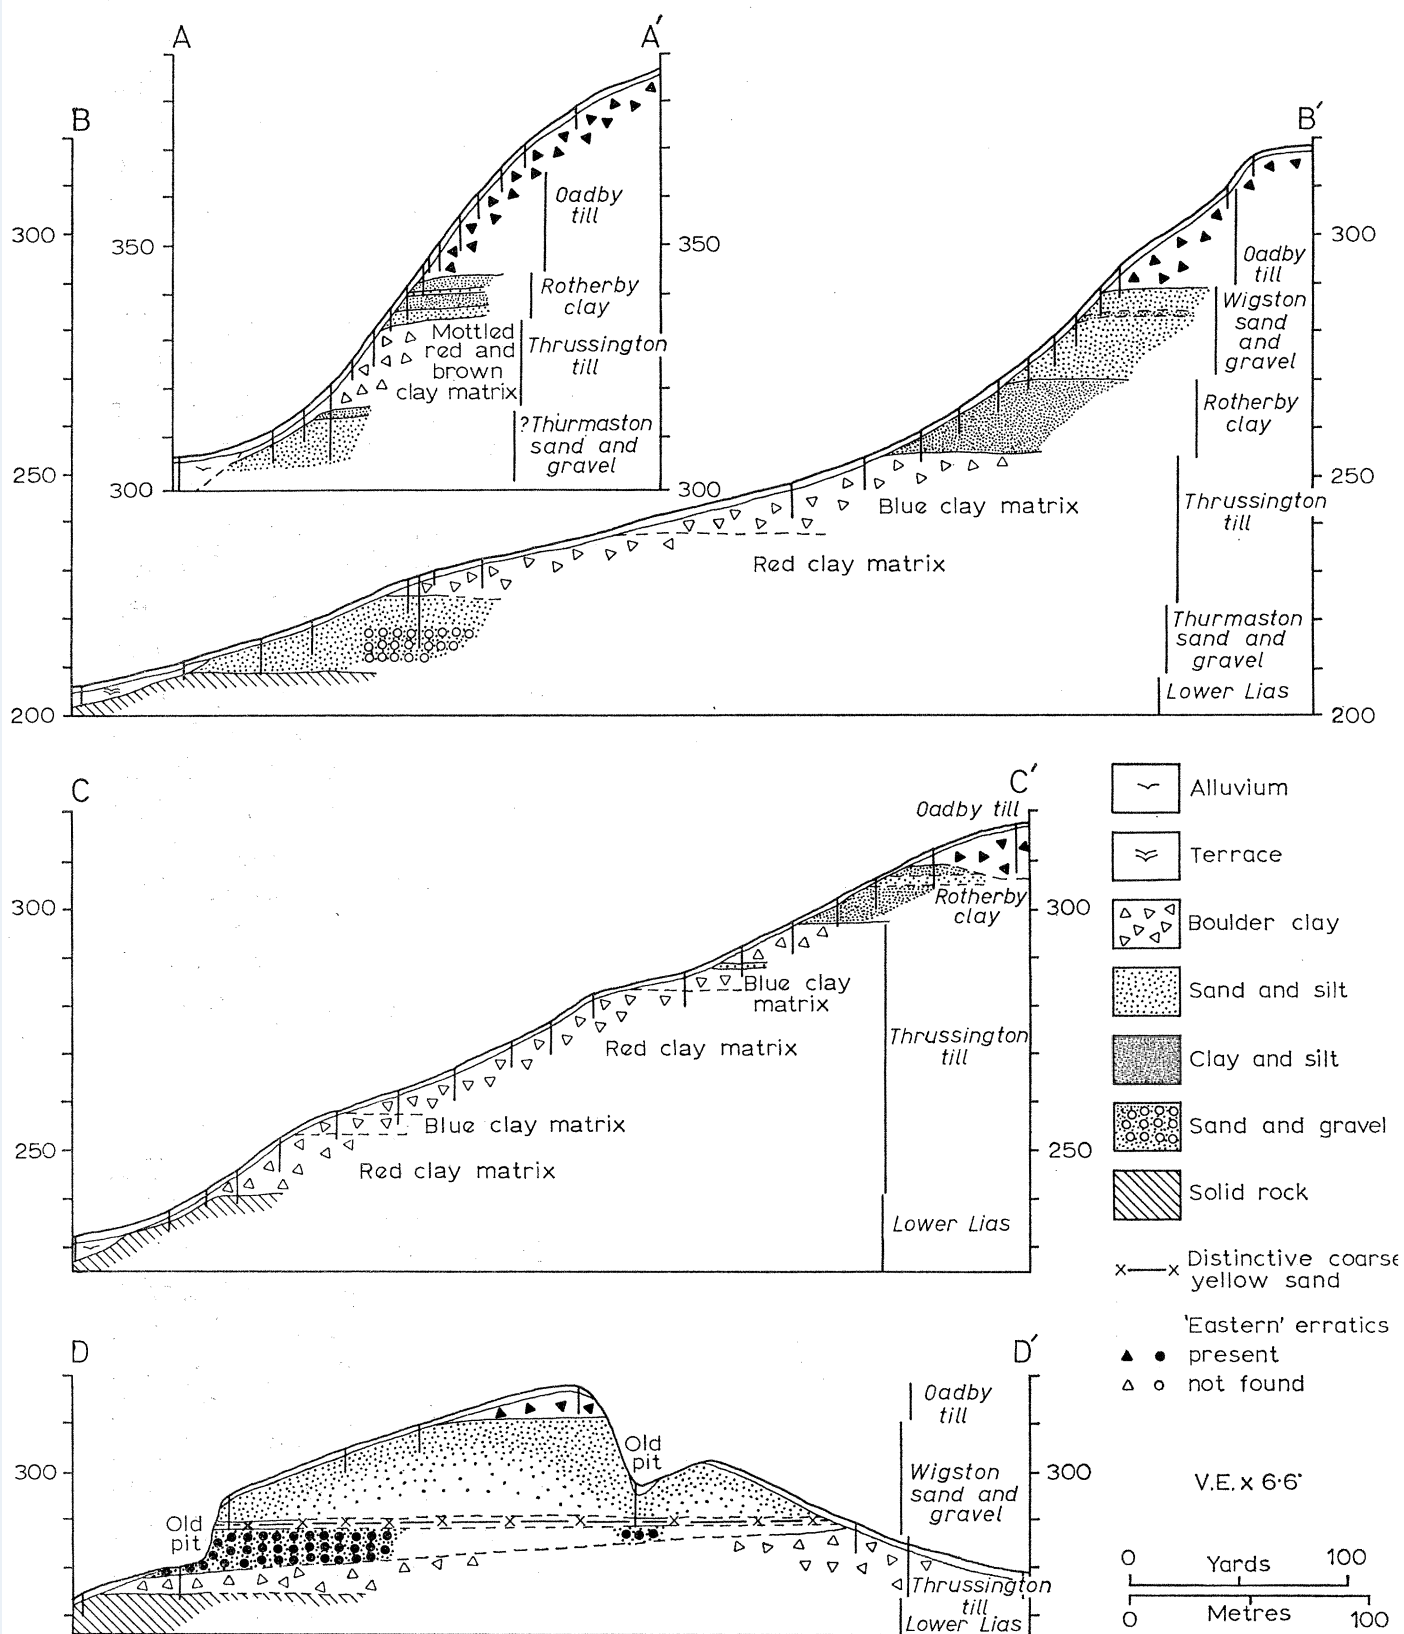 A
A′
350
300
350
300
Oadby
till
Rotherby
clay
Mottled
red and
brown
clay matrix
Thrussington
till
?Thurmaston
sand and
gravel
B
B′
300
250
200
300
250
200
Oadby
till
Wigston
sand
and
gravel
Rotherby
clay
Blue clay matrix
Red clay matrix
Thrussington
till
Thurmaston
sand and
gravel
Lower Lias
C
C′
300
250
300
250
Oadby till
Rotherby
clay
Blue clay
matrix
Red clay matrix
Thrussington
till
Blue clay matrix
Red clay matrix
Lower Lias
D
D′
300
300
Old
pit
Old
pit
Oadby
till
Wigston
sand and
gravel
Thrussington
till
Lower Lias
Alluvium
Terrace
Boulder clay
Sand and silt
Clay and silt
Sand and gravel
Solid rock
x—x Distinctive coarse
yellow sand
'Eastern' erratics
▲ ● present
△ ○ not found
V.E. x 6·6
0 Yards 100
0 Metres 100